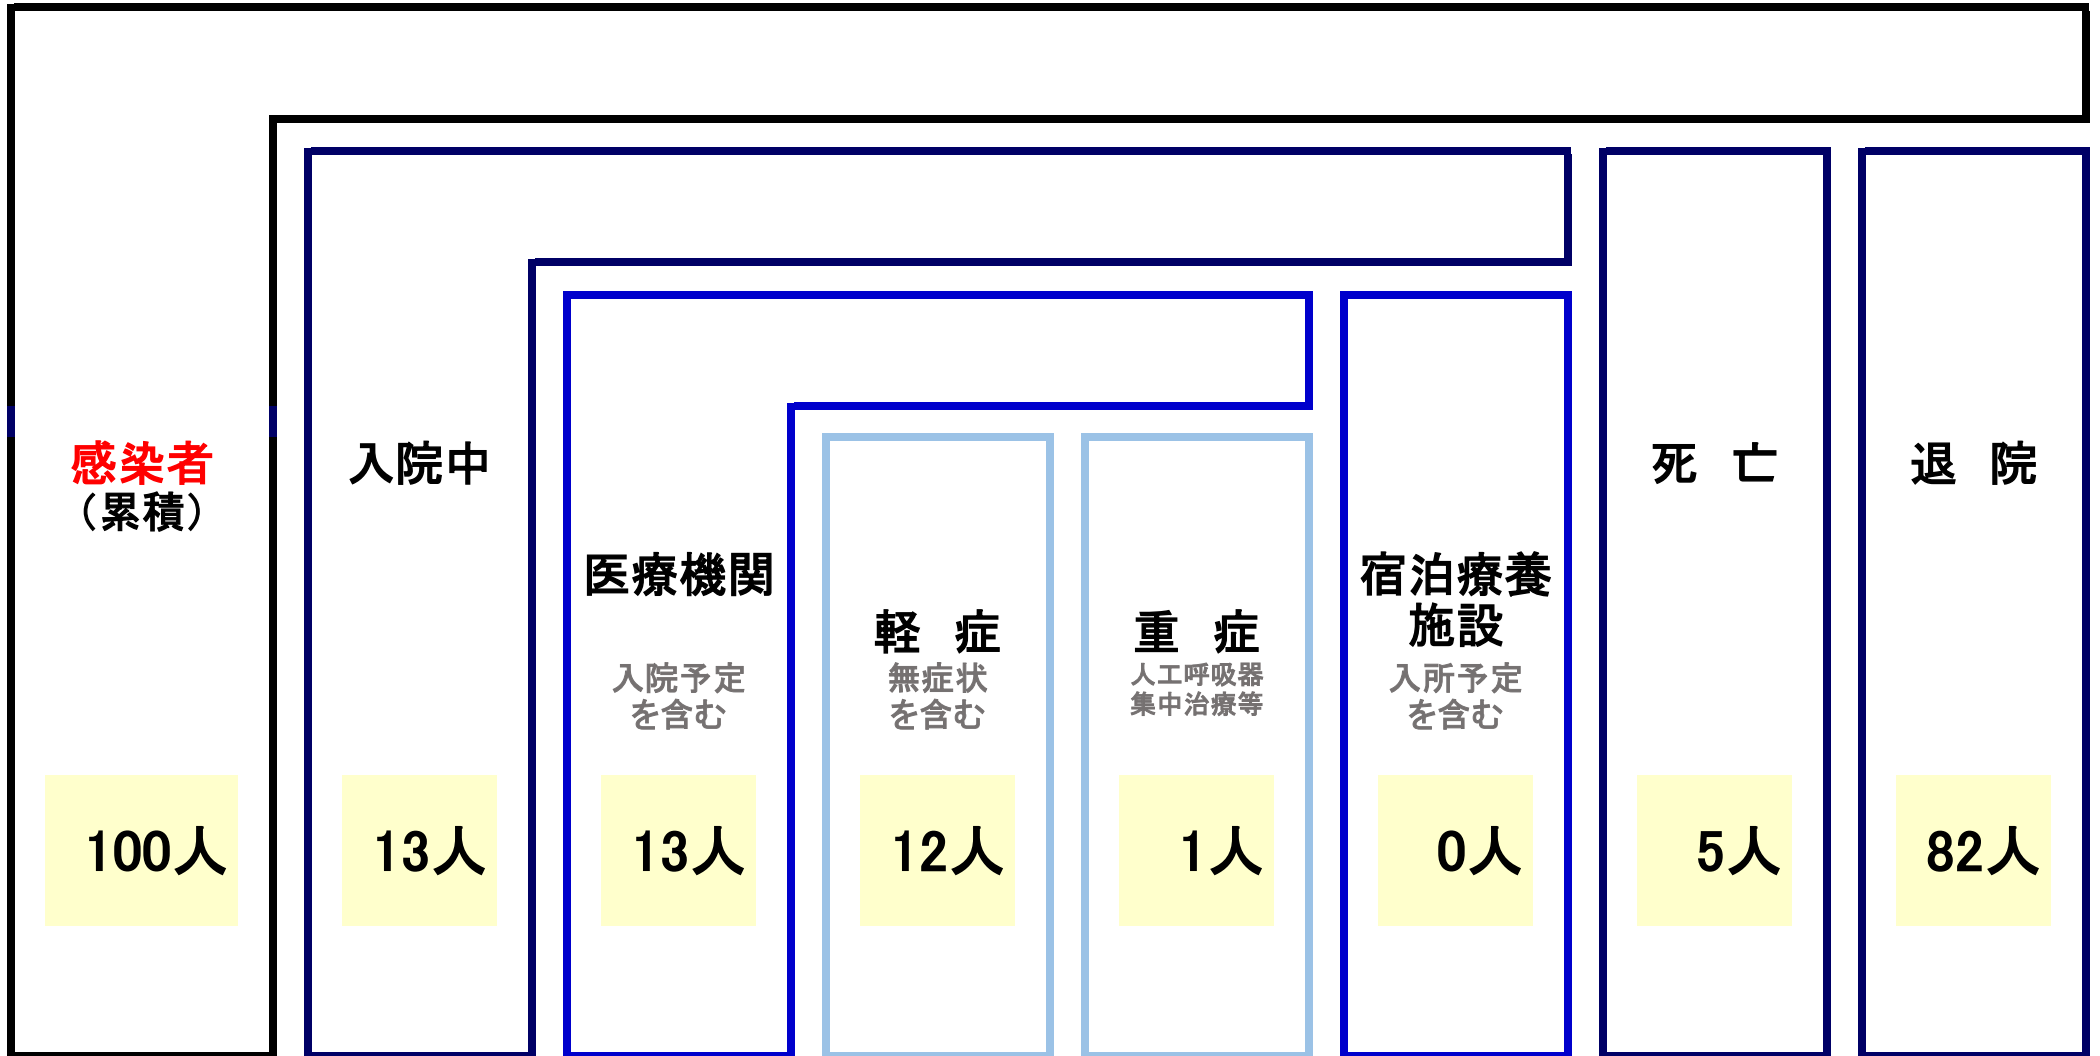 感染者
（累積）
100人
入院中
13人
医療機関
入院予定
を含む
13人
軽　症
無症状
を含む
12人
重　症
人工呼吸器
集中治療等
1人
宿泊療養
施設
入所予定
を含む
0人
死　亡
5人
退　院
82人